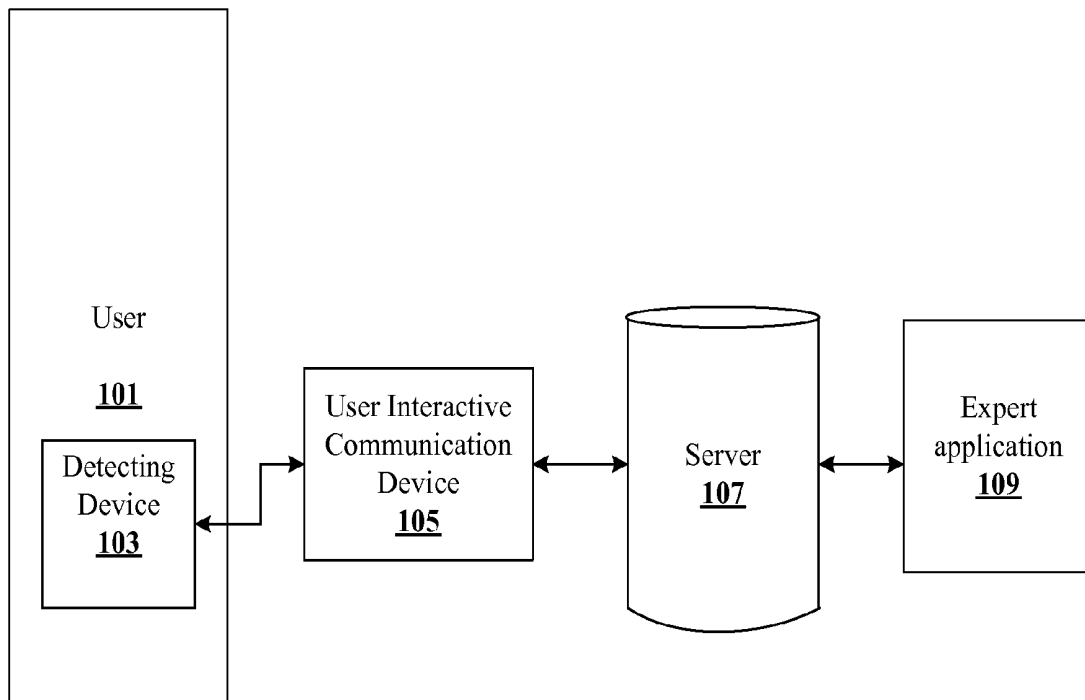 User
101
Detecting
Device
103
User Interactive
Communication
Device
105
Server
107
Expert
application
109